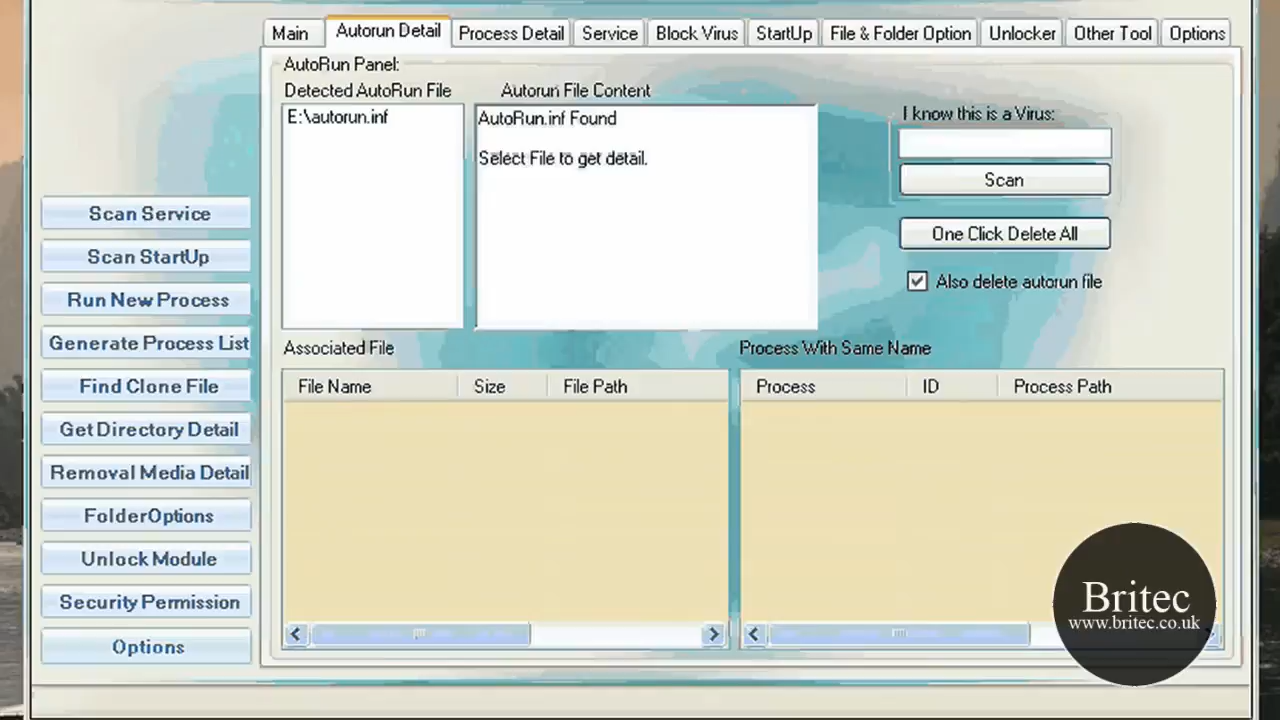 Main
Autorun Detail
Process Detail
Service
Block Virus
StartUp
File & Folder Option
Unlocker
Other Tool
Options
AutoRun Panel:
Detected AutoRun File
Autorun File Content
E:\autorun.inf
AutoRun.inf Found
Select File to get detail.
I know this is a Virus:
Scan
One Click Delete All
Also delete autorun file
Scan Service
Scan StartUp
Run New Process
Generate Process List
Find Clone File
Get Directory Detail
Removal Media Detail
FolderOptions
Unlock Module
Security Permission
Options
Associated File
File Name
Size
File Path
Process With Same Name
Process
ID
Process Path
Britec
www.britec.co.uk